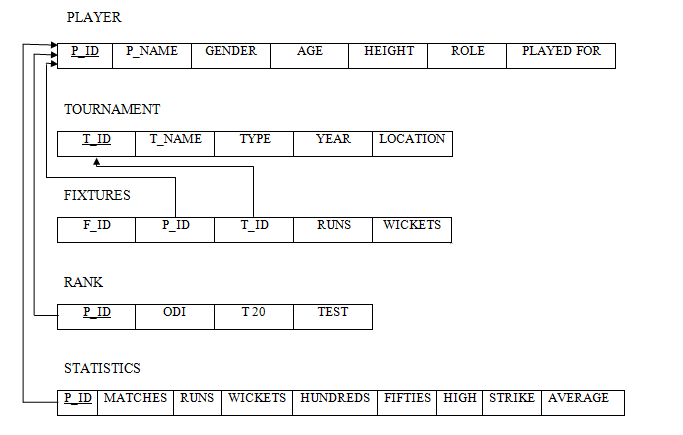 PLAYER
P_ID P_NAME GENDER AGE HEIGHT ROLE PLAYED FOR
TOURNAMENT
T_ID T_NAME TYPE YEAR LOCATION
FIXTURES
F_ID P_ID T_ID RUNS WICKETS
RANK
P_ID ODI T 20 TEST
STATISTICS
P_ID MATCHES RUNS WICKETS HUNDREDS FIFTIES HIGH STRIKE AVERAGE